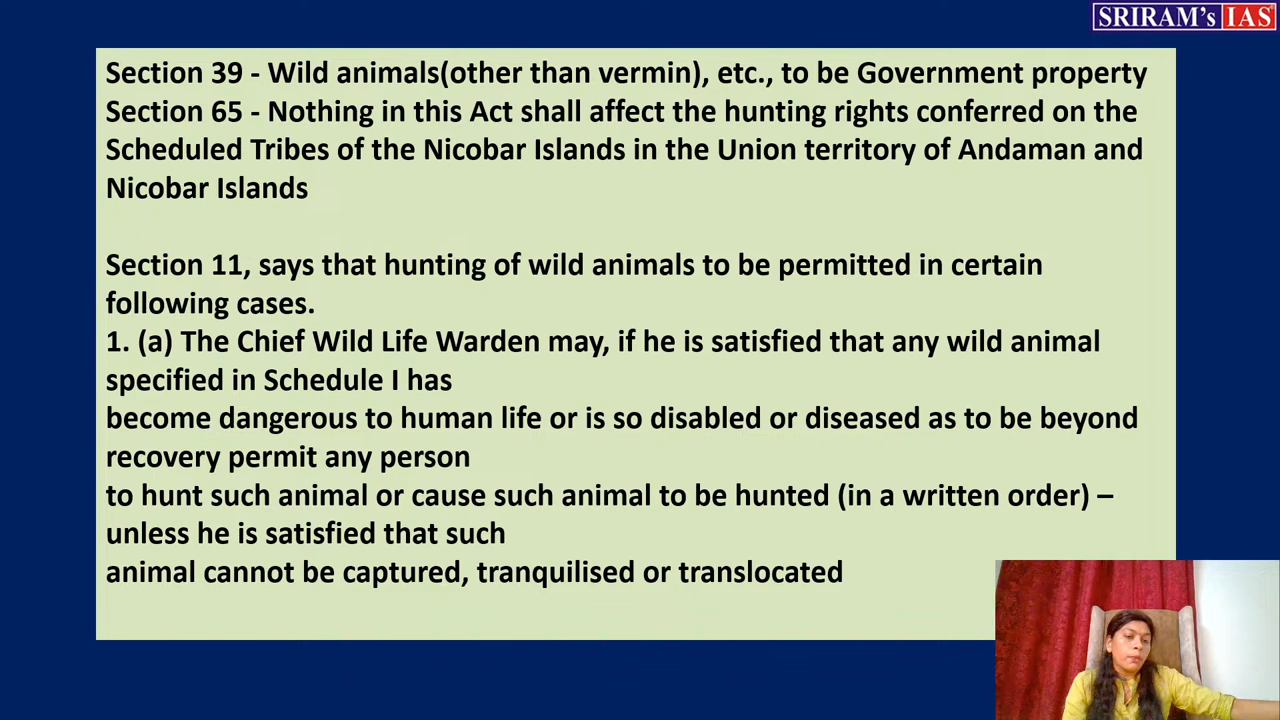 SRIRAM's IAS
Section 39 - Wild animals(other than vermin), etc., to be Government property
Section 65 - Nothing in this Act shall affect the hunting rights conferred on the
Scheduled Tribes of the Nicobar Islands in the Union territory of Andaman and
Nicobar Islands
Section 11, says that hunting of wild animals to be permitted in certain
following cases.
1. (a) The Chief Wild Life Warden may, if he is satisfied that any wild animal
specified in Schedule I has
become dangerous to human life or is so disabled or diseased as to be beyond
recovery permit any person
to hunt such animal or cause such animal to be hunted (in a written order) –
unless he is satisfied that such
animal cannot be captured, tranquilised or translocated